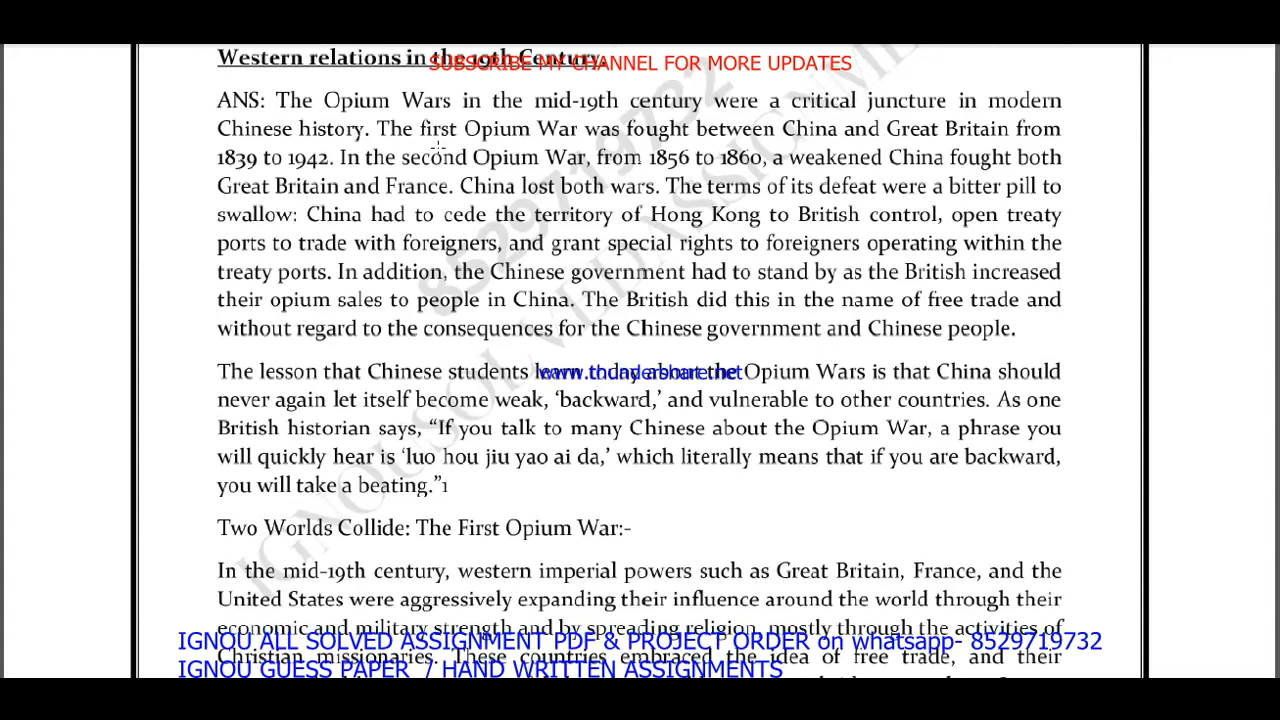 Western relations in the 19th Century.
SUBSCRIBE MY CHANNEL FOR MORE UPDATES
ANS: The Opium Wars in the mid-19th century were a critical juncture in modern
Chinese history. The first Opium War was fought between China and Great Britain from
1839 to 1942. In the second Opium War, from 1856 to 1860, a weakened China fought both
Great Britain and France. China lost both wars. The terms of its defeat were a bitter pill to
swallow: China had to cede the territory of Hong Kong to British control, open treaty
ports to trade with foreigners, and grant special rights to foreigners operating within the
treaty ports. In addition, the Chinese government had to stand by as the British increased
their opium sales to people in China. The British did this in the name of free trade and
without regard to the consequences for the Chinese government and Chinese people.
The lesson that Chinese students learn today about the Opium Wars is that China should
www.thundershare.net
never again let itself become weak, ‘backward,’ and vulnerable to other countries. As one
British historian says, “If you talk to many Chinese about the Opium War, a phrase you
will quickly hear is ‘luo hou jiu yao ai da,’ which literally means that if you are backward,
you will take a beating.”1
Two Worlds Collide: The First Opium War:-
In the mid-19th century, western imperial powers such as Great Britain, France, and the
United States were aggressively expanding their influence around the world through their
economic and military strength and by spreading religion, mostly through the activities of
IGNOU ALL SOLVED ASSIGNMENT PDF & PROJECT ORDER on whatsapp- 8529719732
Christian missionaries. These countries embraced the idea of free trade, and their
IGNOU GUESS PAPER / HAND WRITTEN ASSIGNMENTS
8529719732